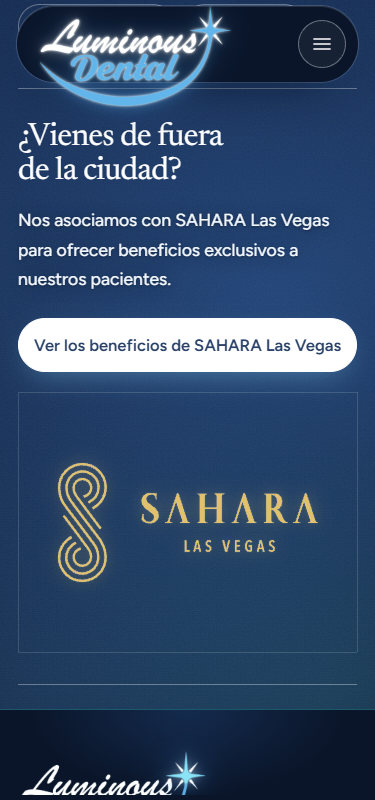 Luminous
Dental
¿Vienes de fuera
de la ciudad?
Nos asociamos con SAHARA Las Vegas
para ofrecer beneficios exclusivos a
nuestros pacientes.
Ver los beneficios de SAHARA Las Vegas
SAHARA
LAS VEGAS
Luminous